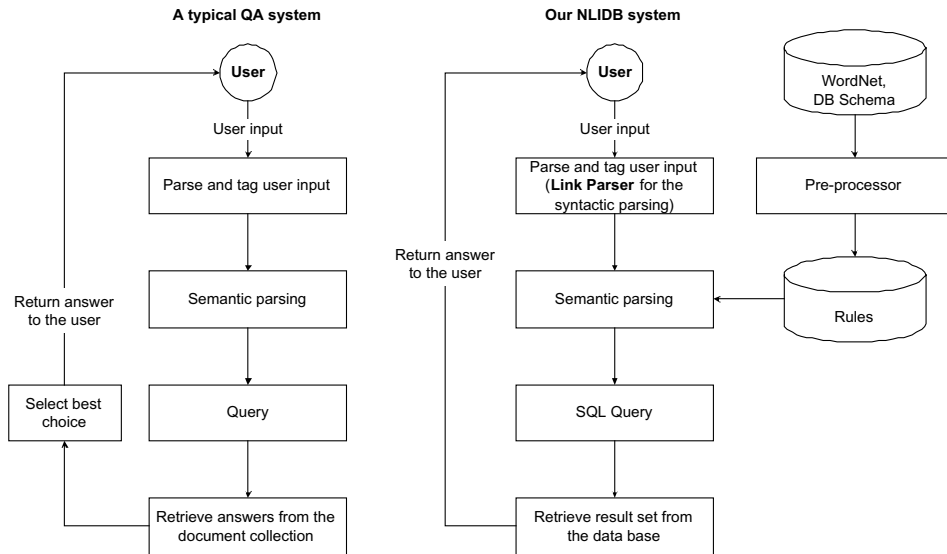 A typical QA system
User
User input
Parse and tag user input
Semantic parsing
Return answer
to the user
Select best
choice
Query
Retrieve answers from the
document collection
Our NLIDB system
User
User input
Parse and tag user input
(Link Parser for the
syntactic parsing)
Return answer
to the user
Semantic parsing
SQL Query
Retrieve result set from
the data base
WordNet,
DB Schema
Pre-processor
Rules